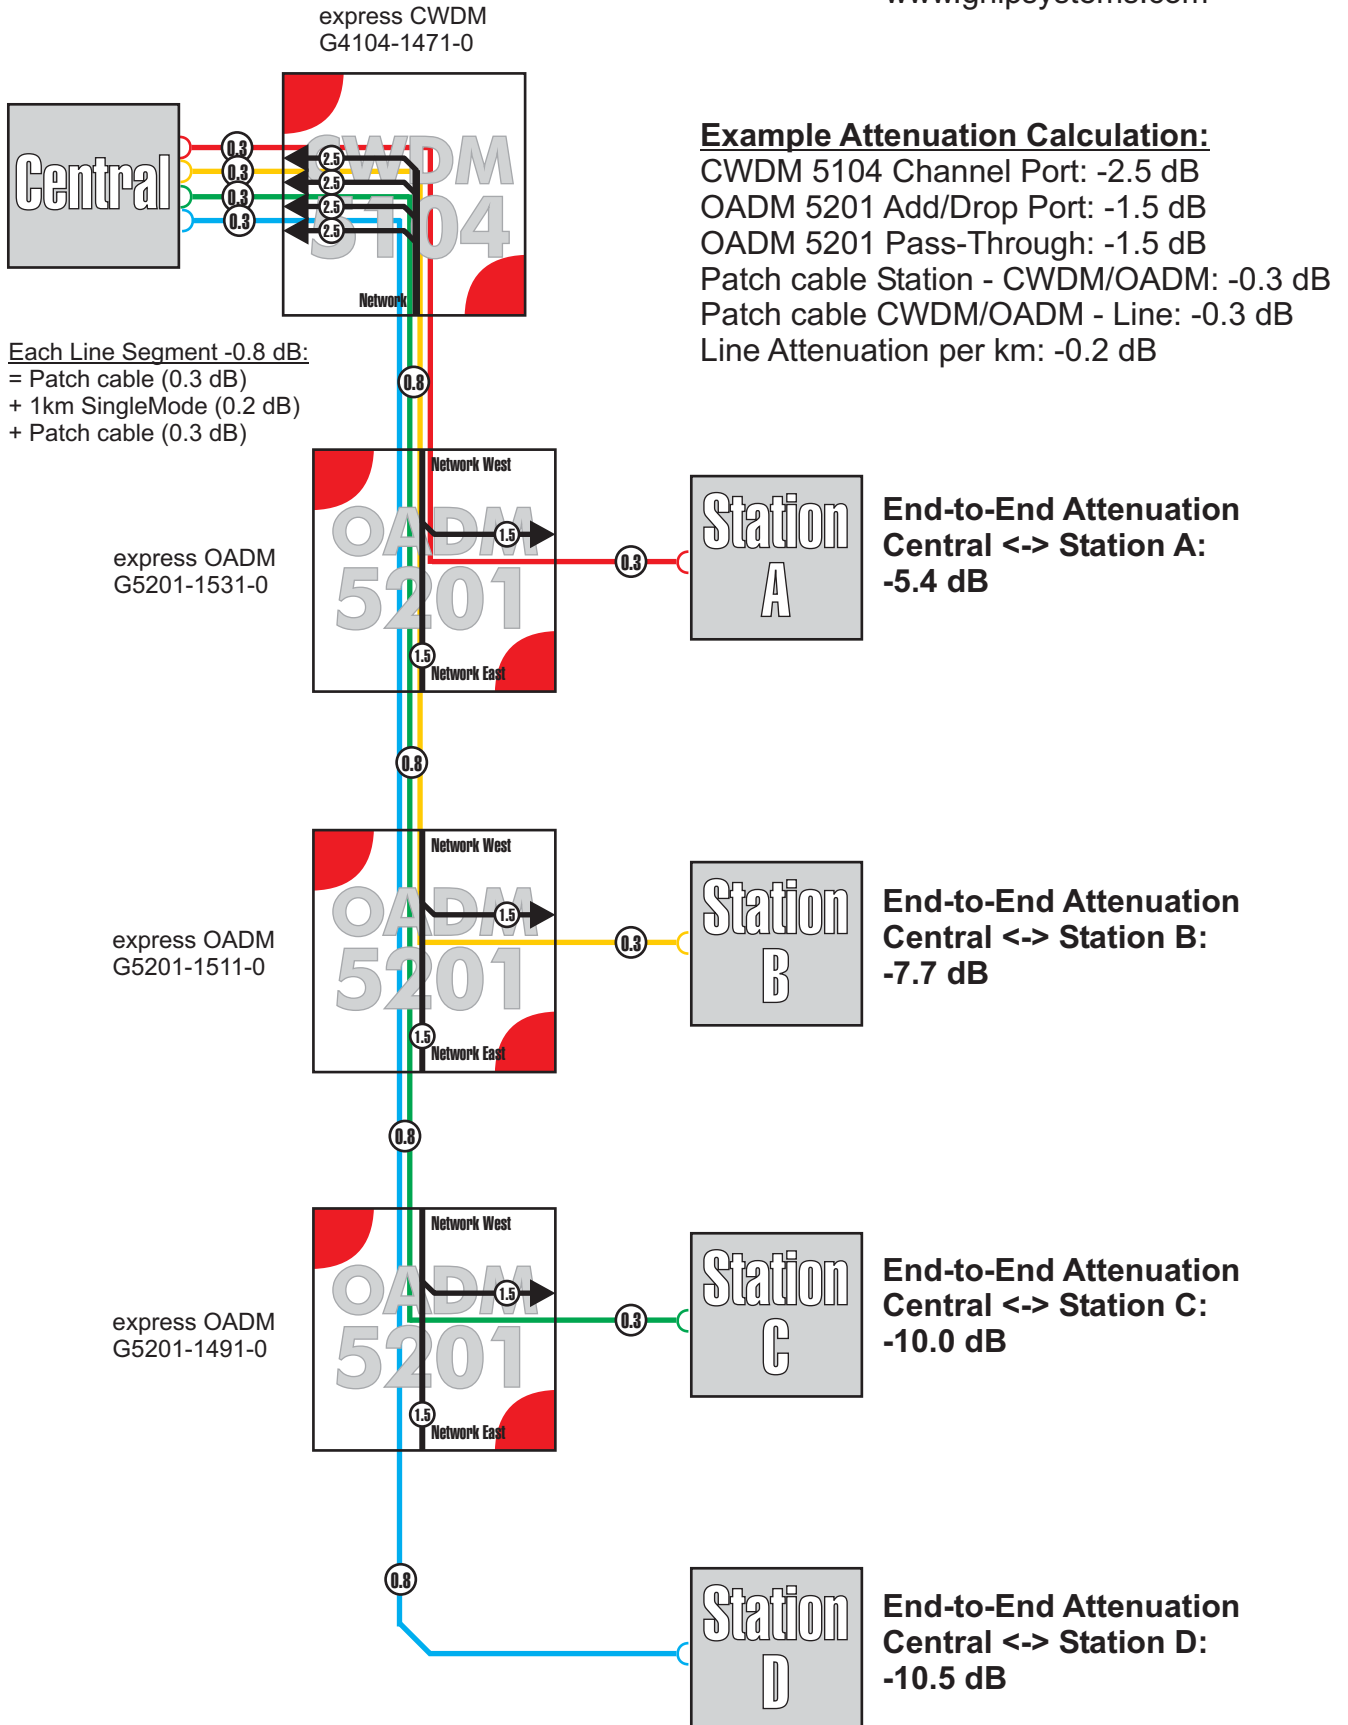 www.gnipsystems.com
express CWDM
G4104-1471-0
Central
0.3
0.3
0.3
0.3
CWDM
5104
2.5
2.5
2.5
2.5
Network
Example Attenuation Calculation:
CWDM 5104 Channel Port: -2.5 dB
OADM 5201 Add/Drop Port: -1.5 dB
OADM 5201 Pass-Through: -1.5 dB
Patch cable Station - CWDM/OADM: -0.3 dB
Patch cable CWDM/OADM - Line: -0.3 dB
Line Attenuation per km: -0.2 dB
Each Line Segment -0.8 dB:
= Patch cable (0.3 dB)
+ 1km SingleMode (0.2 dB)
+ Patch cable (0.3 dB)
0.8
express OADM
G5201-1531-0
Network West
OADM
5201
1.5
1.5
Network East
0.3
Station
A
End-to-End Attenuation
Central <-> Station A:
-5.4 dB
0.8
express OADM
G5201-1511-0
Network West
OADM
5201
1.5
1.5
Network East
0.3
Station
B
End-to-End Attenuation
Central <-> Station B:
-7.7 dB
0.8
express OADM
G5201-1491-0
Network West
OADM
5201
1.5
1.5
Network East
0.3
Station
C
End-to-End Attenuation
Central <-> Station C:
-10.0 dB
0.8
Station
D
End-to-End Attenuation
Central <-> Station D:
-10.5 dB